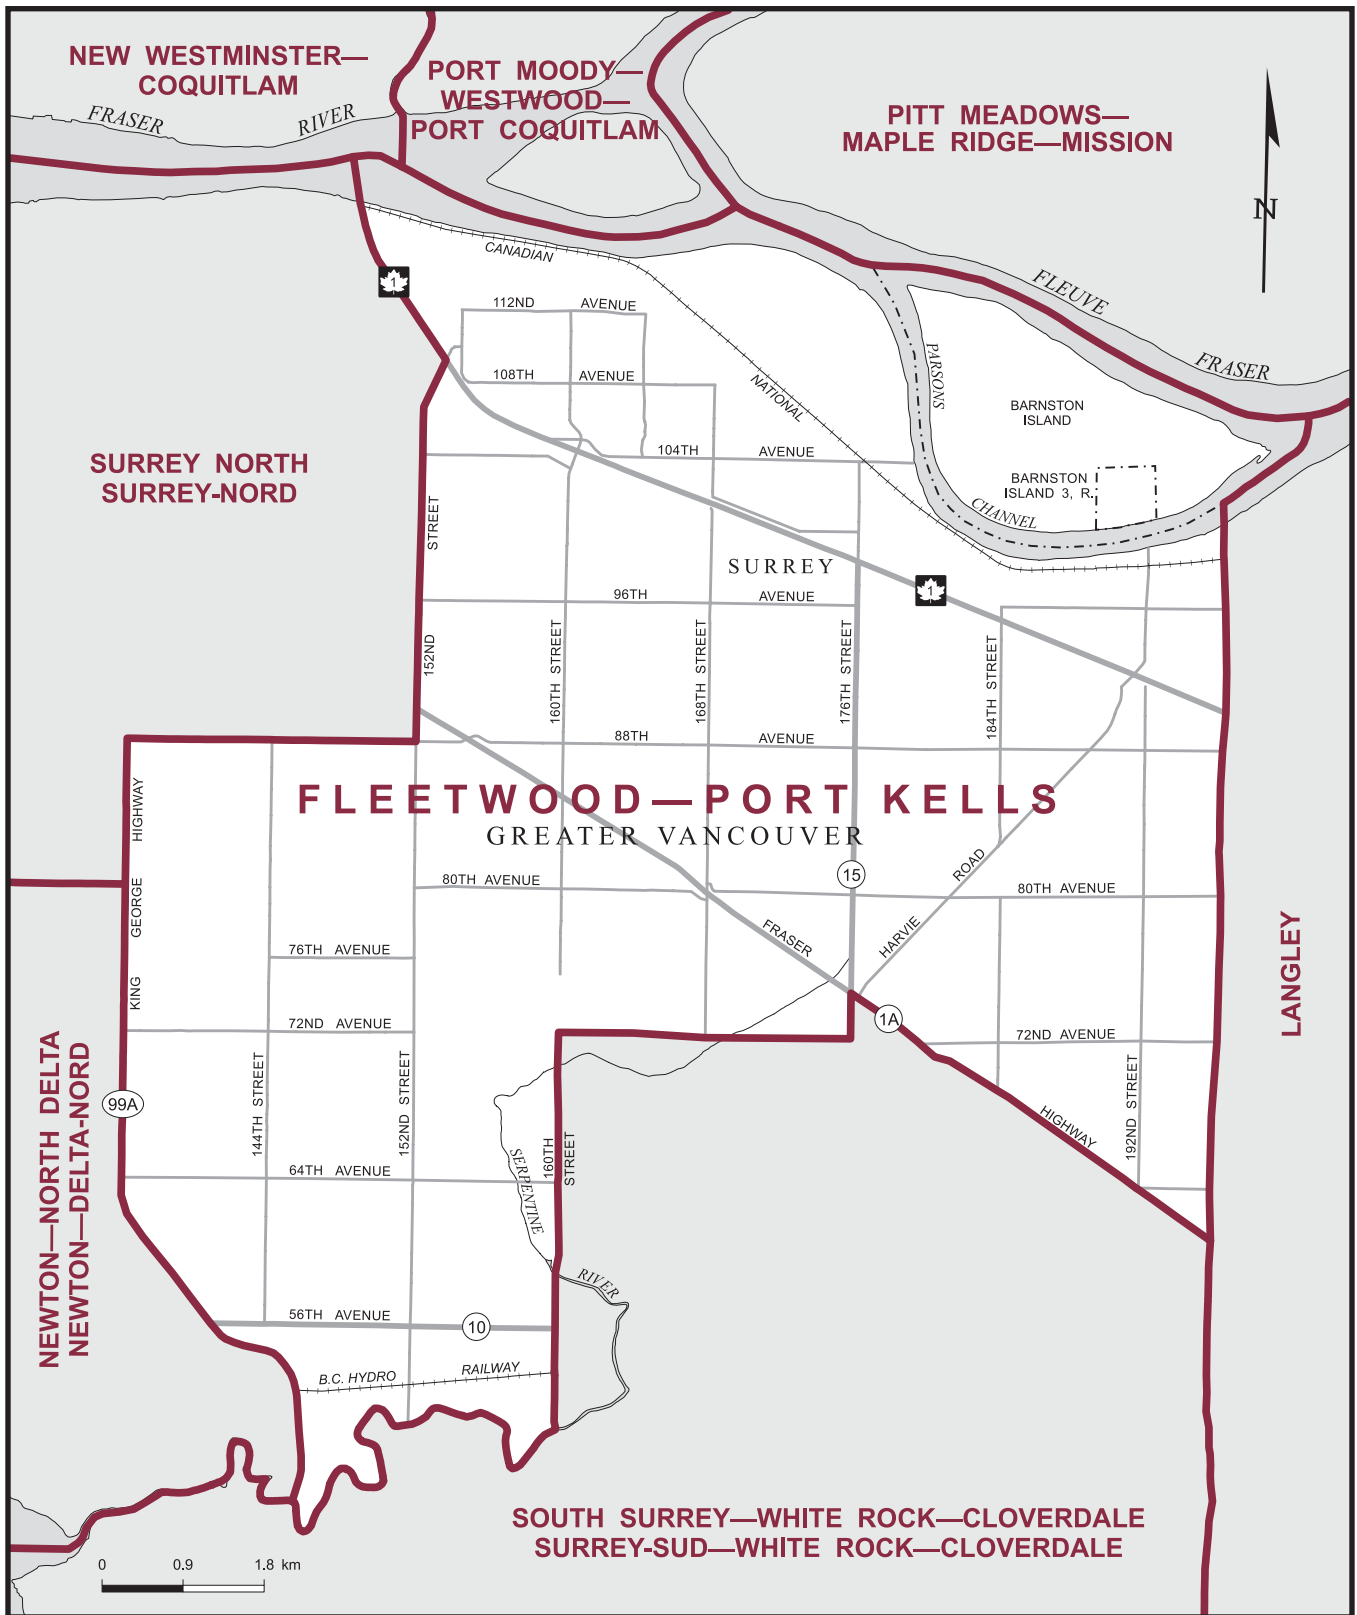 NEW WESTMINSTER—
COQUITLAM
PORT MOODY—
WESTWOOD—
PORT COQUITLAM
PITT MEADOWS—
MAPLE RIDGE—MISSION
FRASER
RIVER
N
CANADIAN
NATIONAL
1
FLEUVE
FRASER
112ND AVENUE
108TH AVENUE
104TH AVENUE
PARSONS
CHANNEL
BARNSTON
ISLAND
BARNSTON
ISLAND 3, R.
SURREY NORTH
SURREY-NORD
STREET
152ND
SURREY
1
96TH AVENUE
160TH STREET
168TH STREET
176TH STREET
184TH STREET
88TH AVENUE
FLEETWOOD—PORT KELLS
GREATER VANCOUVER
HIGHWAY
GEORGE
KING
80TH AVENUE
15
HARVIE
ROAD
80TH AVENUE
FRASER
76TH AVENUE
72ND AVENUE
1A
72ND AVENUE
LANGLEY
NEWTON—NORTH DELTA
NEWTON—DELTA-NORD
99A
144TH STREET
152ND STREET
160TH
STREET
192ND STREET
HIGHWAY
64TH AVENUE
SERPENTINE
RIVER
56TH AVENUE
10
B.C. HYDRO
RAILWAY
SOUTH SURREY—WHITE ROCK—CLOVERDALE
SURREY-SUD—WHITE ROCK—CLOVERDALE
0 0.9 1.8 km